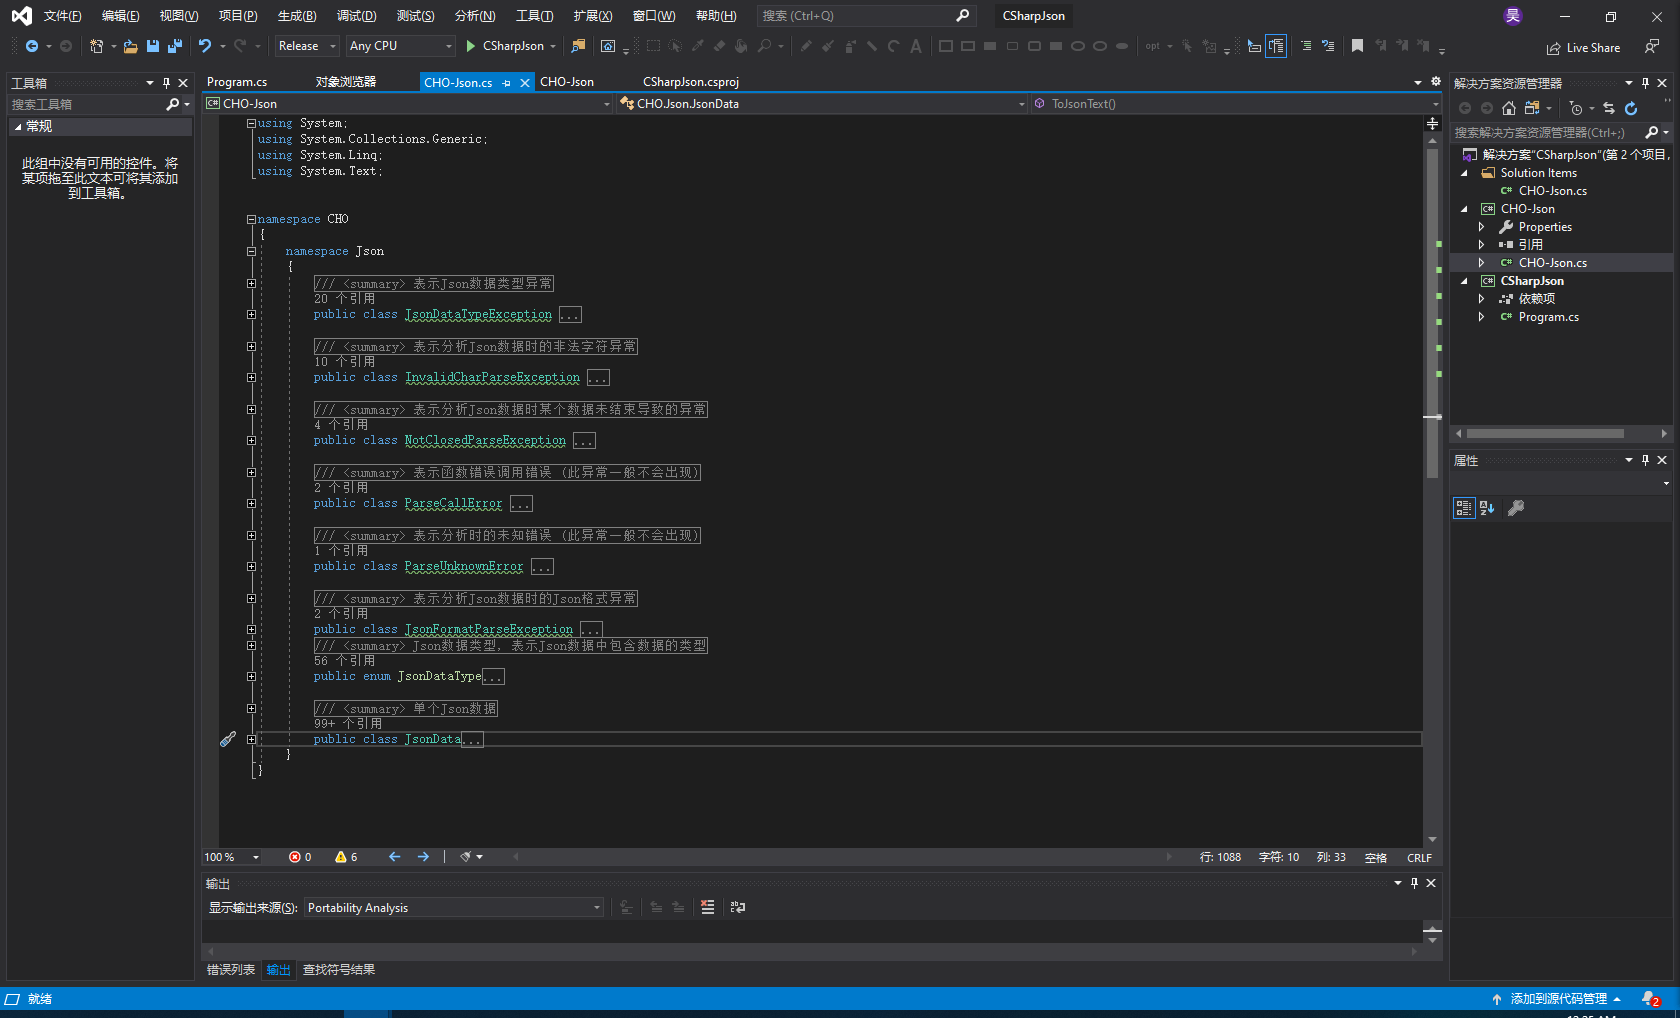 文件(F) 编辑(E) 视图(V) 项目(P) 生成(B) 调试(D) 测试(S) 分析(N) 工具(T) 扩展(X) 窗口(W) 帮助(H) 搜索 (Ctrl+Q) CSharpJson 昊
Release Any CPU CSharpJson opt Live Share
工具箱
搜索工具箱
常规
此组中没有可用的控件。将
某项拖至此文本可将其添加
到工具箱。
Program.cs 对象浏览器 CHO-Json.cs CHO-Json CSharpJson.csproj
CHO-Json CHO.Json.JsonData ToJsonText()
using System;
using System.Collections.Generic;
using System.Linq;
using System.Text;
namespace CHO
{
namespace Json
{
/// <summary> 表示Json数据类型异常
20 个引用
public class JsonDataTypeException ...
/// <summary> 表示分析Json数据时的非法字符异常
10 个引用
public class InvalidCharParseException ...
/// <summary> 表示分析Json数据时某个数据未结束导致的异常
4 个引用
public class NotClosedParseException ...
/// <summary> 表示函数错误调用错误 (此异常一般不会出现)
2 个引用
public class ParseCallError ...
/// <summary> 表示分析时的未知错误 (此异常一般不会出现)
1 个引用
public class ParseUnknownError ...
/// <summary> 表示分析Json数据时的Json格式异常
2 个引用
public class JsonFormatParseException ...
/// <summary> Json数据类型, 表示Json数据中包含数据的类型
56 个引用
public enum JsonDataType...
/// <summary> 单个Json数据
99+ 个引用
public class JsonData...
}
}
100 % 0 6 行: 1088 字符: 10 列: 33 空格 CRLF
输出
显示输出来源(S): Portability Analysis
错误列表 输出 查找符号结果
解决方案资源管理器
搜索解决方案资源管理器(Ctrl+;)
解决方案"CSharpJson"(第 2 个项目,
Solution Items
C# CHO-Json.cs
C# CHO-Json
Properties
引用
C# CHO-Json.cs
C# CSharpJson
依赖项
C# Program.cs
属性
就绪 添加到源代码管理 2